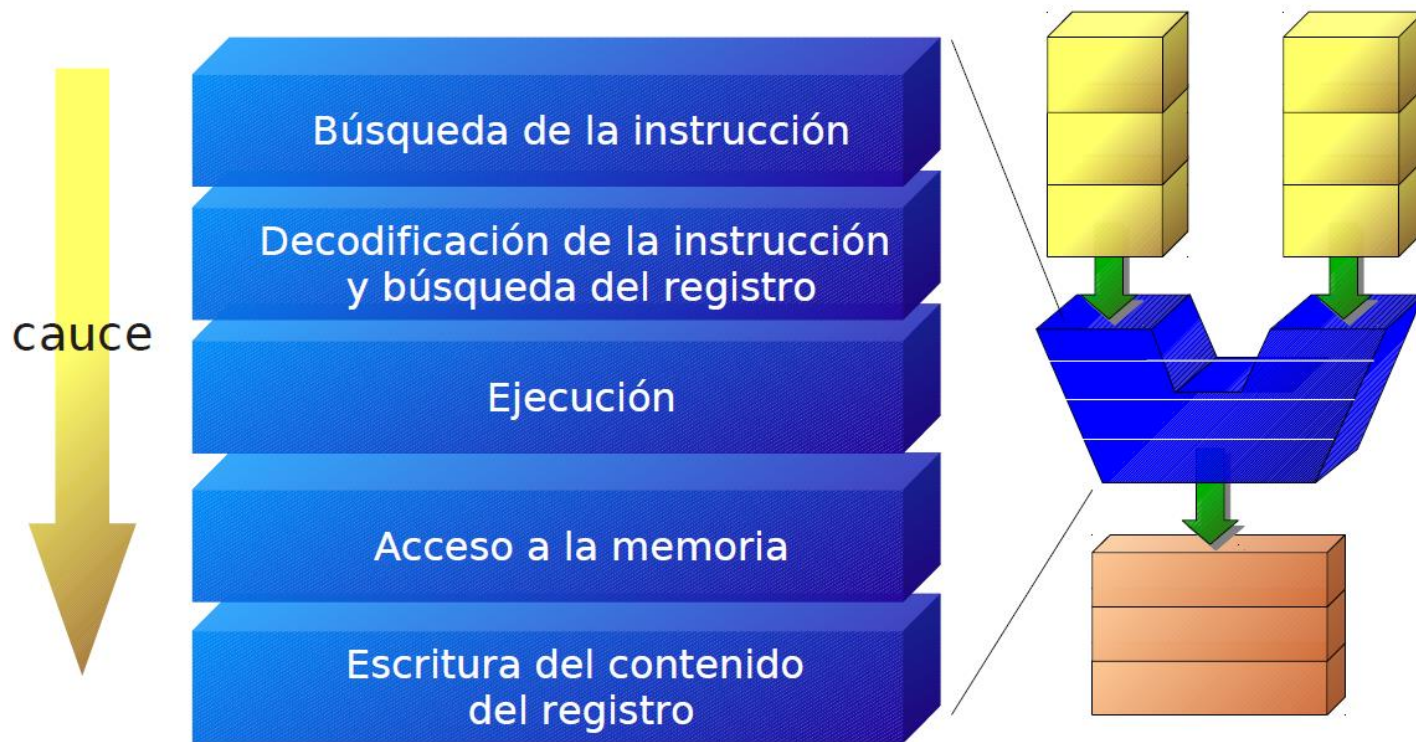 cauce
Búsqueda de la instrucción
Decodificación de la instrucción
y búsqueda del registro
Ejecución
Acceso a la memoria
Escritura del contenido
del registro